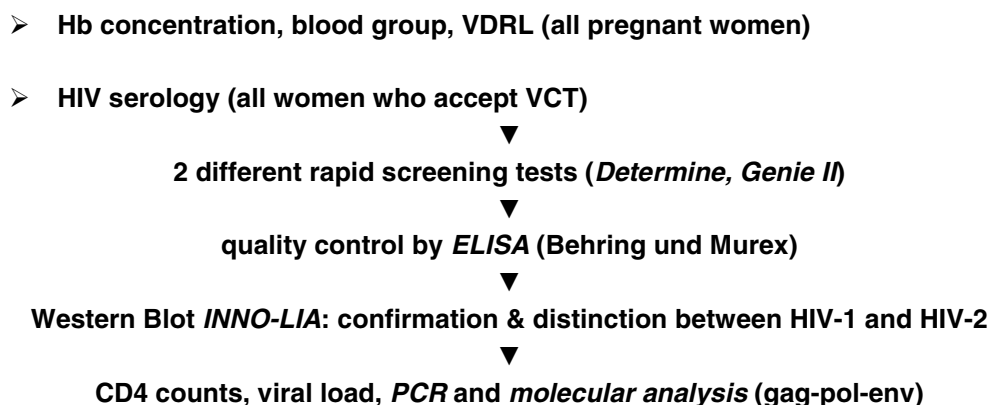 ➢ Hb concentration, blood group, VDRL (all pregnant women)
➢ HIV serology (all women who accept VCT)
▼
2 different rapid screening tests (Determine, Genie II)
▼
quality control by ELISA (Behring und Murex)
▼
Western Blot INNO-LIA: confirmation & distinction between HIV-1 and HIV-2
▼
CD4 counts, viral load, PCR and molecular analysis (gag-pol-env)